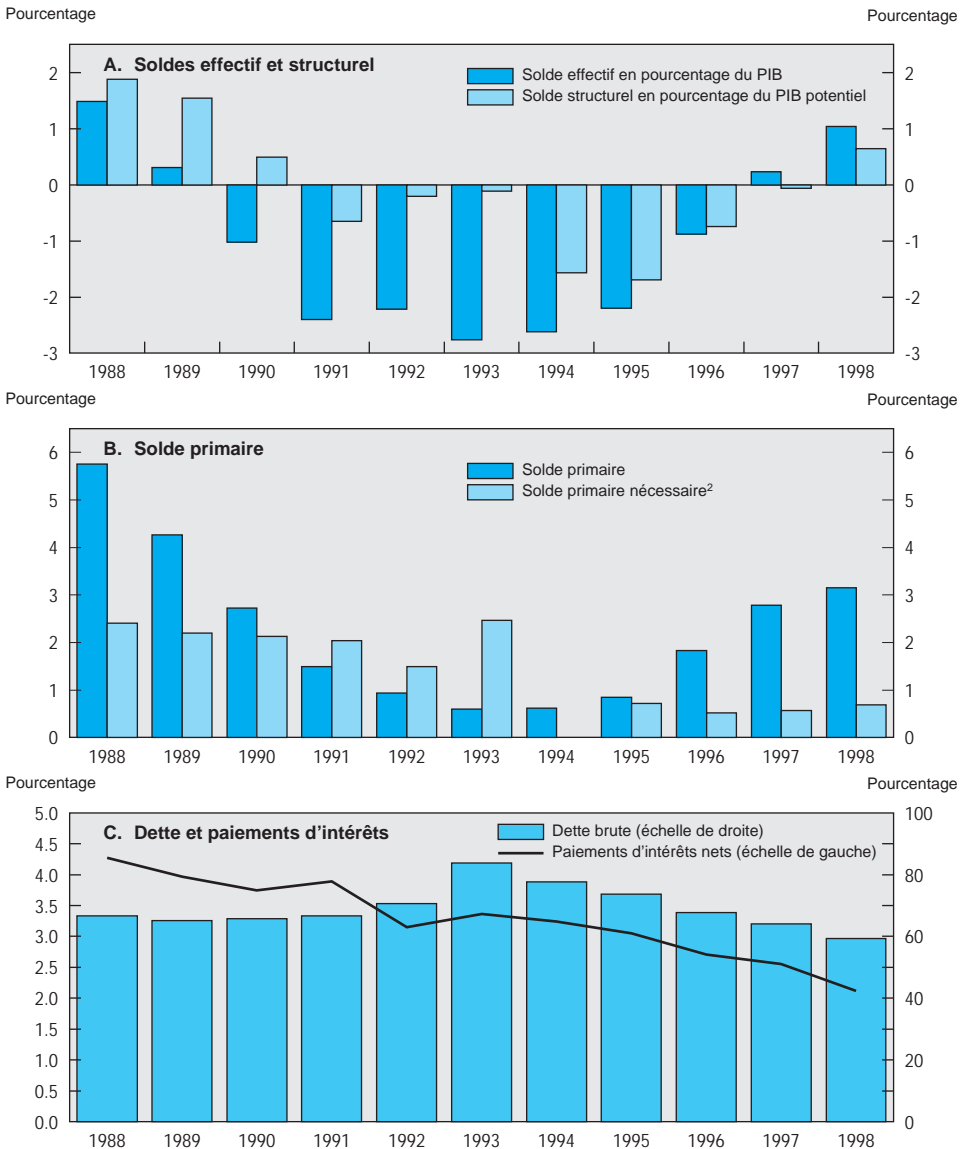 Pourcentage Pourcentage
A. Soldes effectif et structurel
Solde effectif en pourcentage du PIB
Solde structurel en pourcentage du PIB potentiel
2 2
1 1
0 0
-1 -1
-2 -2
-3 -3
1988 1989 1990 1991 1992 1993 1994 1995 1996 1997 1998
Pourcentage Pourcentage
B. Solde primaire
Solde primaire
Solde primaire nécessaire²
6 6
5 5
4 4
3 3
2 2
1 1
0 0
1988 1989 1990 1991 1992 1993 1994 1995 1996 1997 1998
Pourcentage Pourcentage
C. Dette et paiements d’intérêts
Dette brute (échelle de droite)
Paiements d’intérêts nets (échelle de gauche)
5.0 100
4.5
4.0 80
3.5
3.0 60
2.5
2.0 40
1.5
1.0 20
0.5
0.0 0
1988 1989 1990 1991 1992 1993 1994 1995 1996 1997 1998